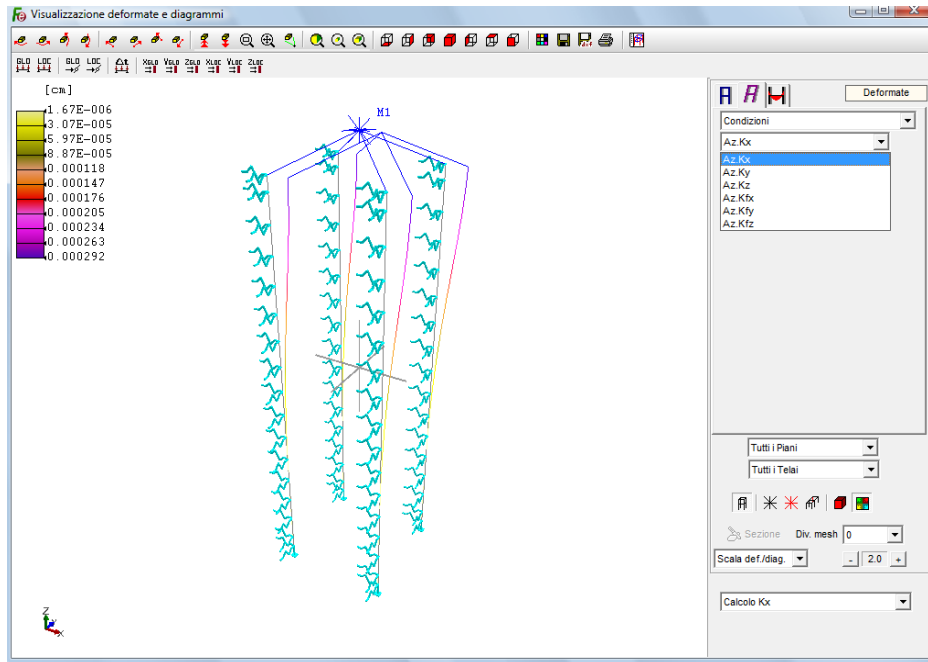 Visualizzazione deformate e diagrammi
GLO LOC GLO LOC Δt XGLO YGLO ZGLO XLOC YLOC ZLOC
[cm]
1.67E-006
3.07E-005
5.97E-005
8.87E-005
0.000118
0.000147
0.000176
0.000205
0.000234
0.000263
0.000292
M1
Z
Y
X
Deformate
Condizioni
Az.Kx
Az.Kx
Az.Ky
Az.Kz
Az.Kfx
Az.Kfy
Az.Kfz
Tutti i Piani
Tutti i Telai
Sezione Div. mesh 0
Scala def./diag. - 2.0 +
Calcolo Kx